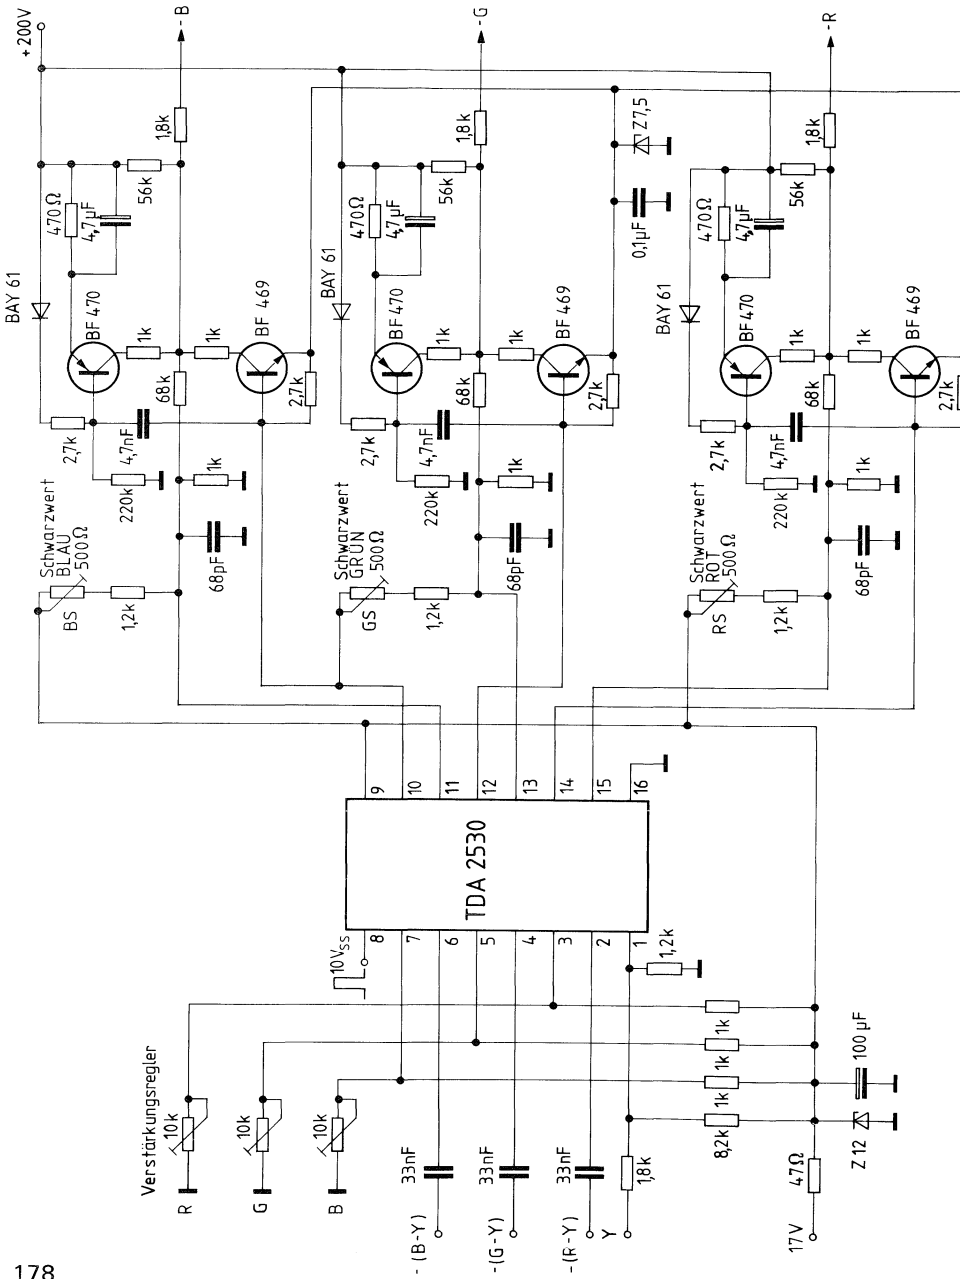 +200V
-B
-G
-R
1,8k
1,8k
1,8k
Z7,5
0,1µF
470Ω
4,7µF
56k
470Ω
4,7µF
56k
470Ω
4,7µF
56k
BAY 61
BF 470
1k
1k
BF 469
BAY 61
BF 470
1k
1k
BF 469
BAY 61
BF 470
1k
1k
BF 469
2,7k
4,7nF
68k
2,7k
2,7k
4,7nF
68k
2,7k
2,7k
4,7nF
68k
2,7k
220k
1k
220k
1k
220k
1k
Schwarzwert
BLAU
500Ω
BS
1,2k
68pF
Schwarzwert
GRÜN
500Ω
GS
1,2k
68pF
Schwarzwert
ROT
500Ω
RS
1,2k
68pF
9
10
11
12
13
14
15
16
TDA 2530
8
7
6
5
4
3
2
1
10Vss
1,2k
Verstärkungsregler
10k
R
10k
G
10k
B
1k
1k
1k
8,2k
100 µF
Z 12
33nF
33nF
33nF
1,8k
47Ω
-(B-Y)
-(G-Y)
-(R-Y)
Y
17V
178